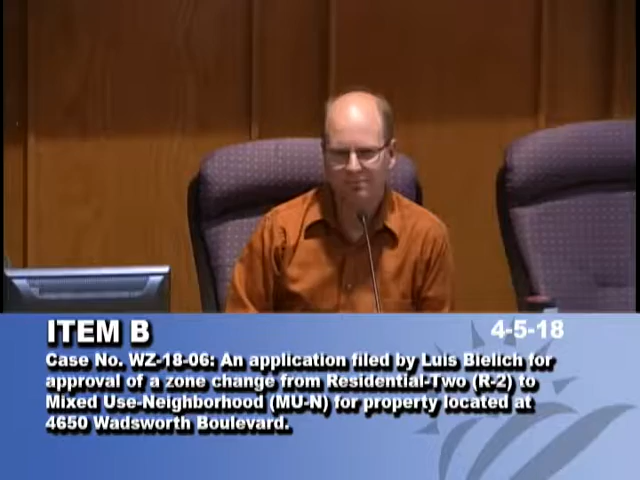 ITEM B 4-5-18
Case No. WZ-18-06: An application filed by Luis Bielich for
approval of a zone change from Residential-Two (R-2) to
Mixed Use-Neighborhood (MU-N) for property located at
4650 Wadsworth Boulevard.